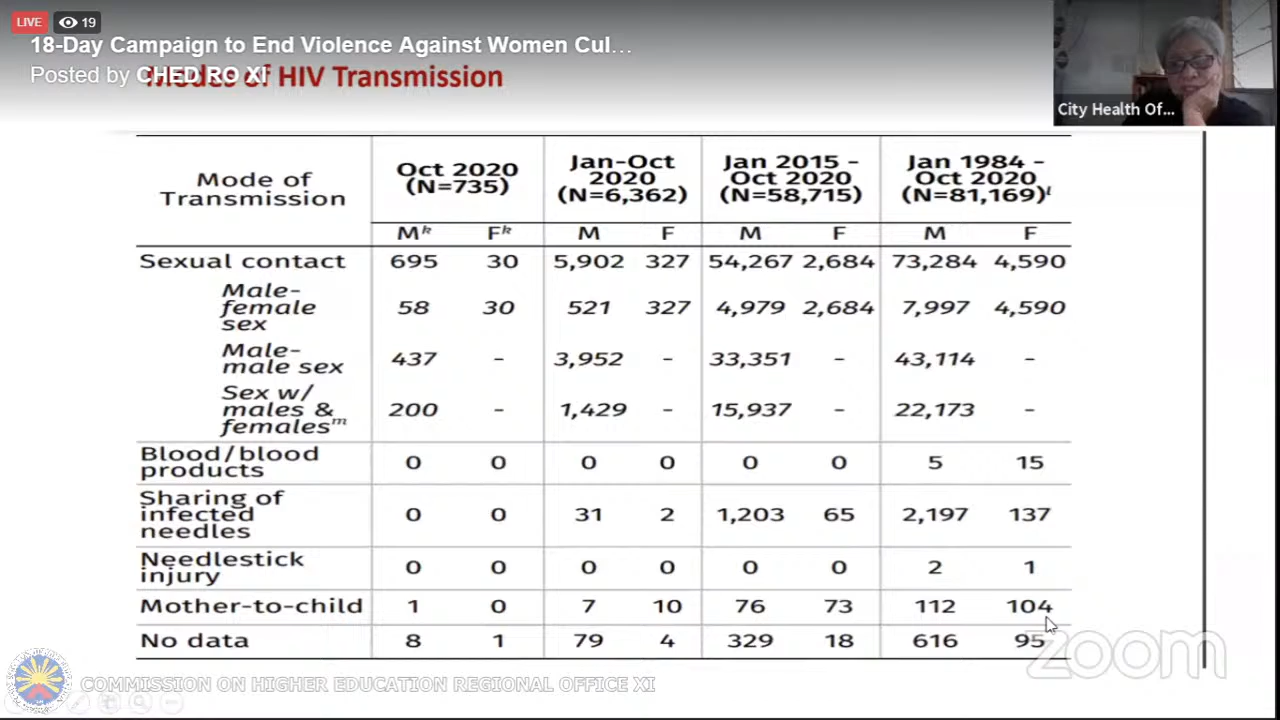 LIVE 19
18-Day Campaign to End Violence Against Women Cul...
Posted by CHED RO XI
Modes of HIV Transmission
City Health Of...
Mode of Transmission
Oct 2020 (N=735)
Jan-Oct 2020 (N=6,362)
Jan 2015 - Oct 2020 (N=58,715)
Jan 1984 - Oct 2020 (N=81,169)ˡ
Mᵏ Fᵏ M F M F M F
Sexual contact 695 30 5,902 327 54,267 2,684 73,284 4,590
Male-female sex 58 30 521 327 4,979 2,684 7,997 4,590
Male-male sex 437 - 3,952 - 33,351 - 43,114 -
Sex w/ males & femalesᵐ 200 - 1,429 - 15,937 - 22,173 -
Blood/blood products 0 0 0 0 0 0 5 15
Sharing of infected needles 0 0 31 2 1,203 65 2,197 137
Needlestick injury 0 0 0 0 0 0 2 1
Mother-to-child 1 0 7 10 76 73 112 104
No data 8 1 79 4 329 18 616 95
zoom
COMMISSION ON HIGHER EDUCATION REGIONAL OFFICE XI